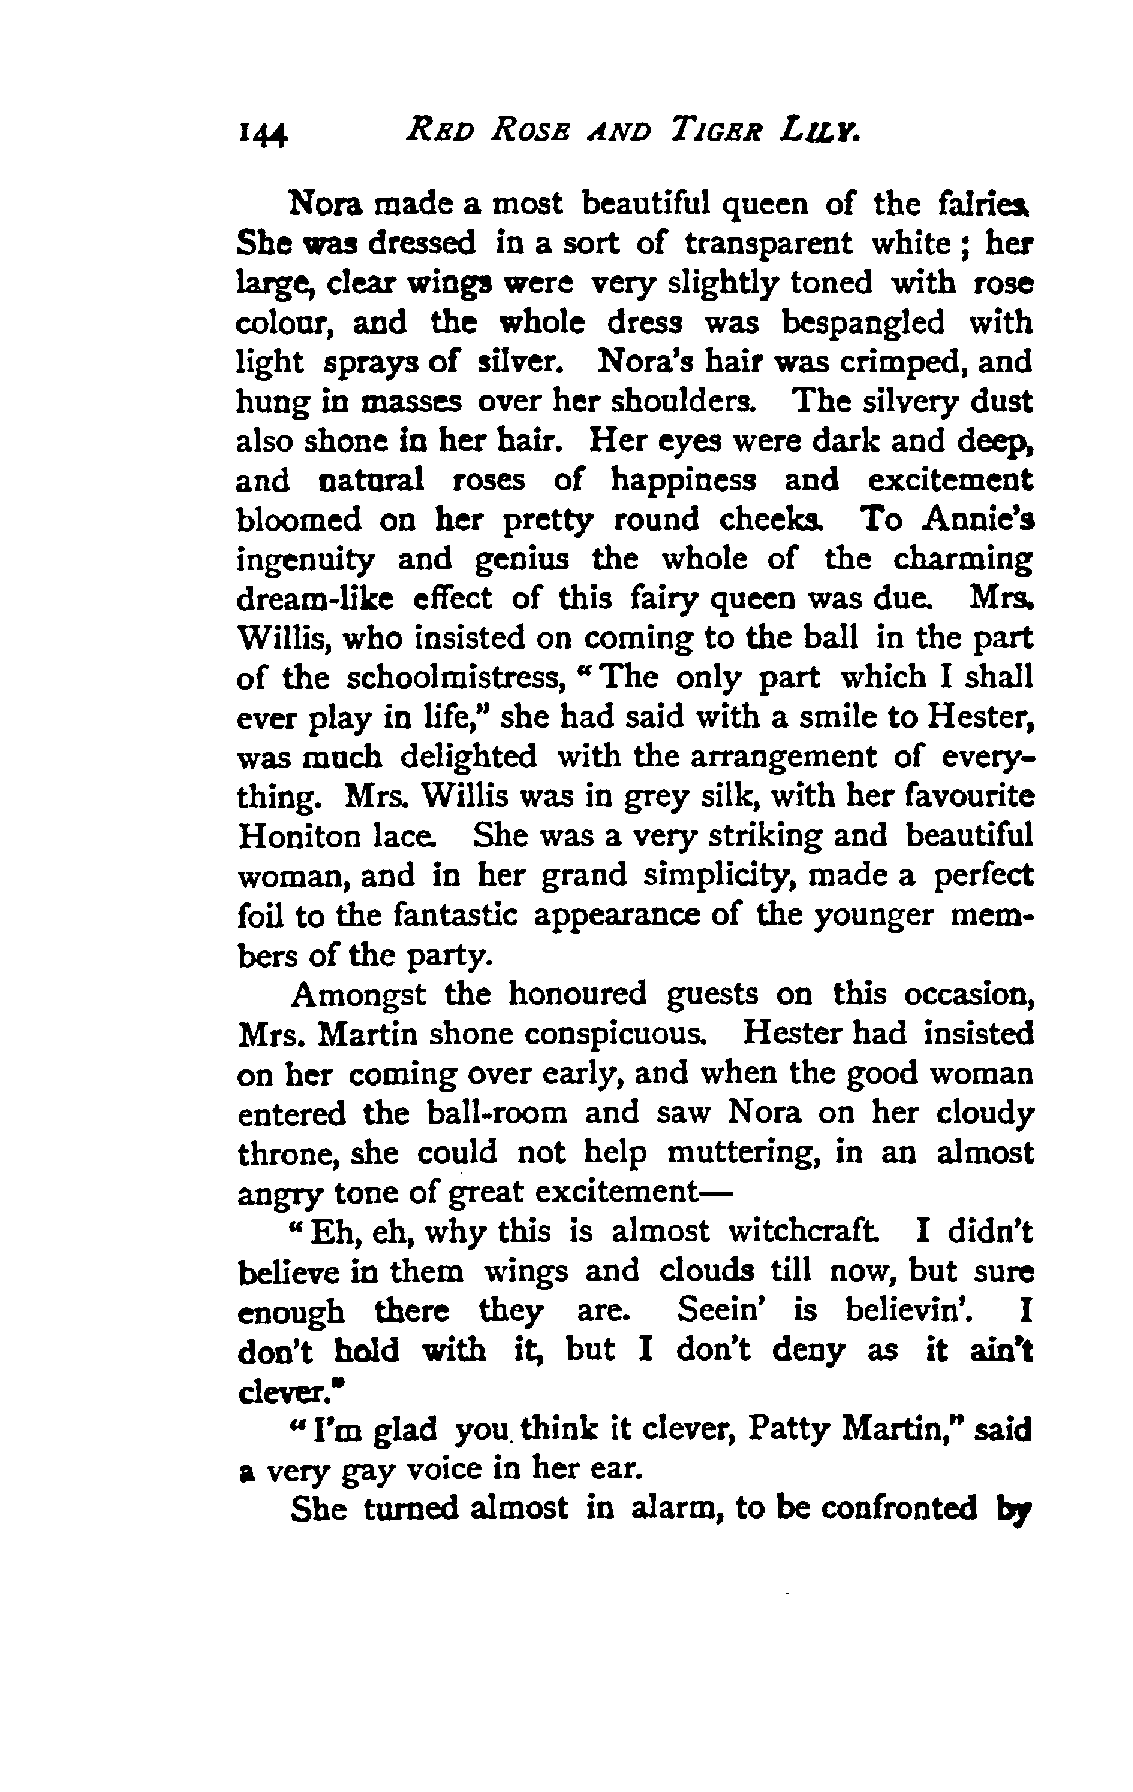 144 RED ROSE AND TIGER LILY.
Nora made a most beautiful queen of the fairies.
She was dressed in a sort of transparent white; her
large, clear wings were very slightly toned with rose
colour, and the whole dress was bespangled with
light sprays of silver. Nora's hair was crimped, and
hung in masses over her shoulders. The silvery dust
also shone in her hair. Her eyes were dark and deep,
and natural roses of happiness and excitement
bloomed on her pretty round cheeks. To Annie's
ingenuity and genius the whole of the charming
dream-like effect of this fairy queen was due. Mrs.
Willis, who insisted on coming to the ball in the part
of the schoolmistress, "The only part which I shall
ever play in life," she had said with a smile to Hester,
was much delighted with the arrangement of every-
thing. Mrs. Willis was in grey silk, with her favourite
Honiton lace. She was a very striking and beautiful
woman, and in her grand simplicity, made a perfect
foil to the fantastic appearance of the younger mem-
bers of the party.
Amongst the honoured guests on this occasion,
Mrs. Martin shone conspicuous. Hester had insisted
on her coming over early, and when the good woman
entered the ball-room and saw Nora on her cloudy
throne, she could not help muttering, in an almost
angry tone of great excitement—
"Eh, eh, why this is almost witchcraft. I didn't
believe in them wings and clouds till now, but sure
enough there they are. Seein' is believin'. I
don't hold with it, but I don't deny as it ain't
clever."
"I'm glad you think it clever, Patty Martin," said
a very gay voice in her ear.
She turned almost in alarm, to be confronted by